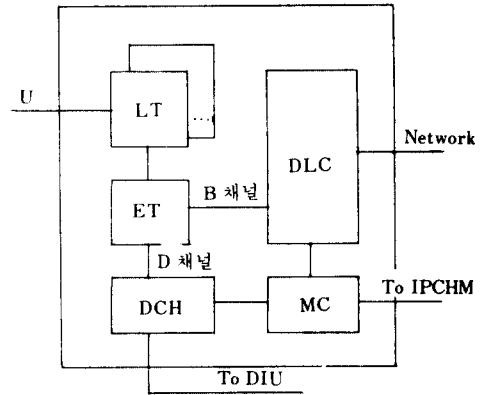 U
LT
...
DLC
Network
ET
B 채널
D 채널
DCH
MC
To IPCHM
To DIU